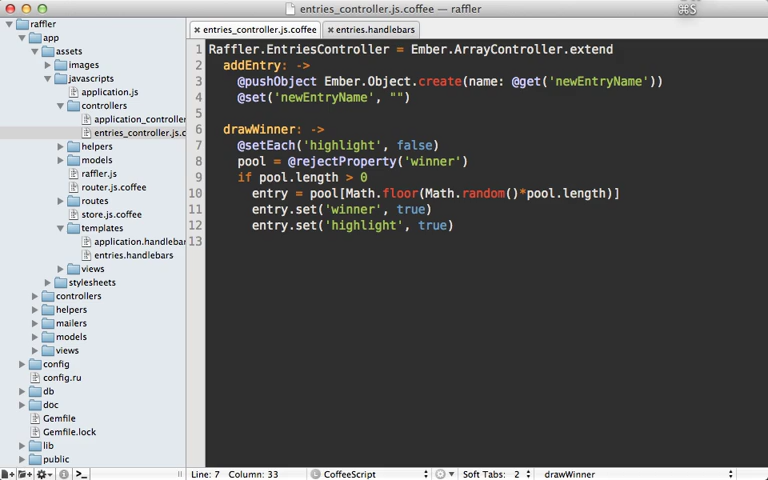 entries_controller.js.coffee — raffler
⌘S
raffler
app
assets
images
javascripts
application.js
controllers
application_controller
entries_controller.js.c
helpers
models
raffler.js
router.js.coffee
routes
store.js.coffee
templates
application.handlebar
entries.handlebars
views
stylesheets
controllers
helpers
mailers
models
views
config
config.ru
db
doc
Gemfile
Gemfile.lock
lib
public
× entries_controller.js.coffee
× entries.handlebars
1 Raffler.EntriesController = Ember.ArrayController.extend
2 addEntry: ->
3 @pushObject Ember.Object.create(name: @get('newEntryName'))
4 @set('newEntryName', "")
5
6 drawWinner: ->
7 @setEach('highlight', false)
8 pool = @rejectProperty('winner')
9 if pool.length > 0
10 entry = pool[Math.floor(Math.random()*pool.length)]
11 entry.set('winner', true)
12 entry.set('highlight', true)
13
Line: 7 Column: 33 CoffeeScript Soft Tabs: 2 drawWinner